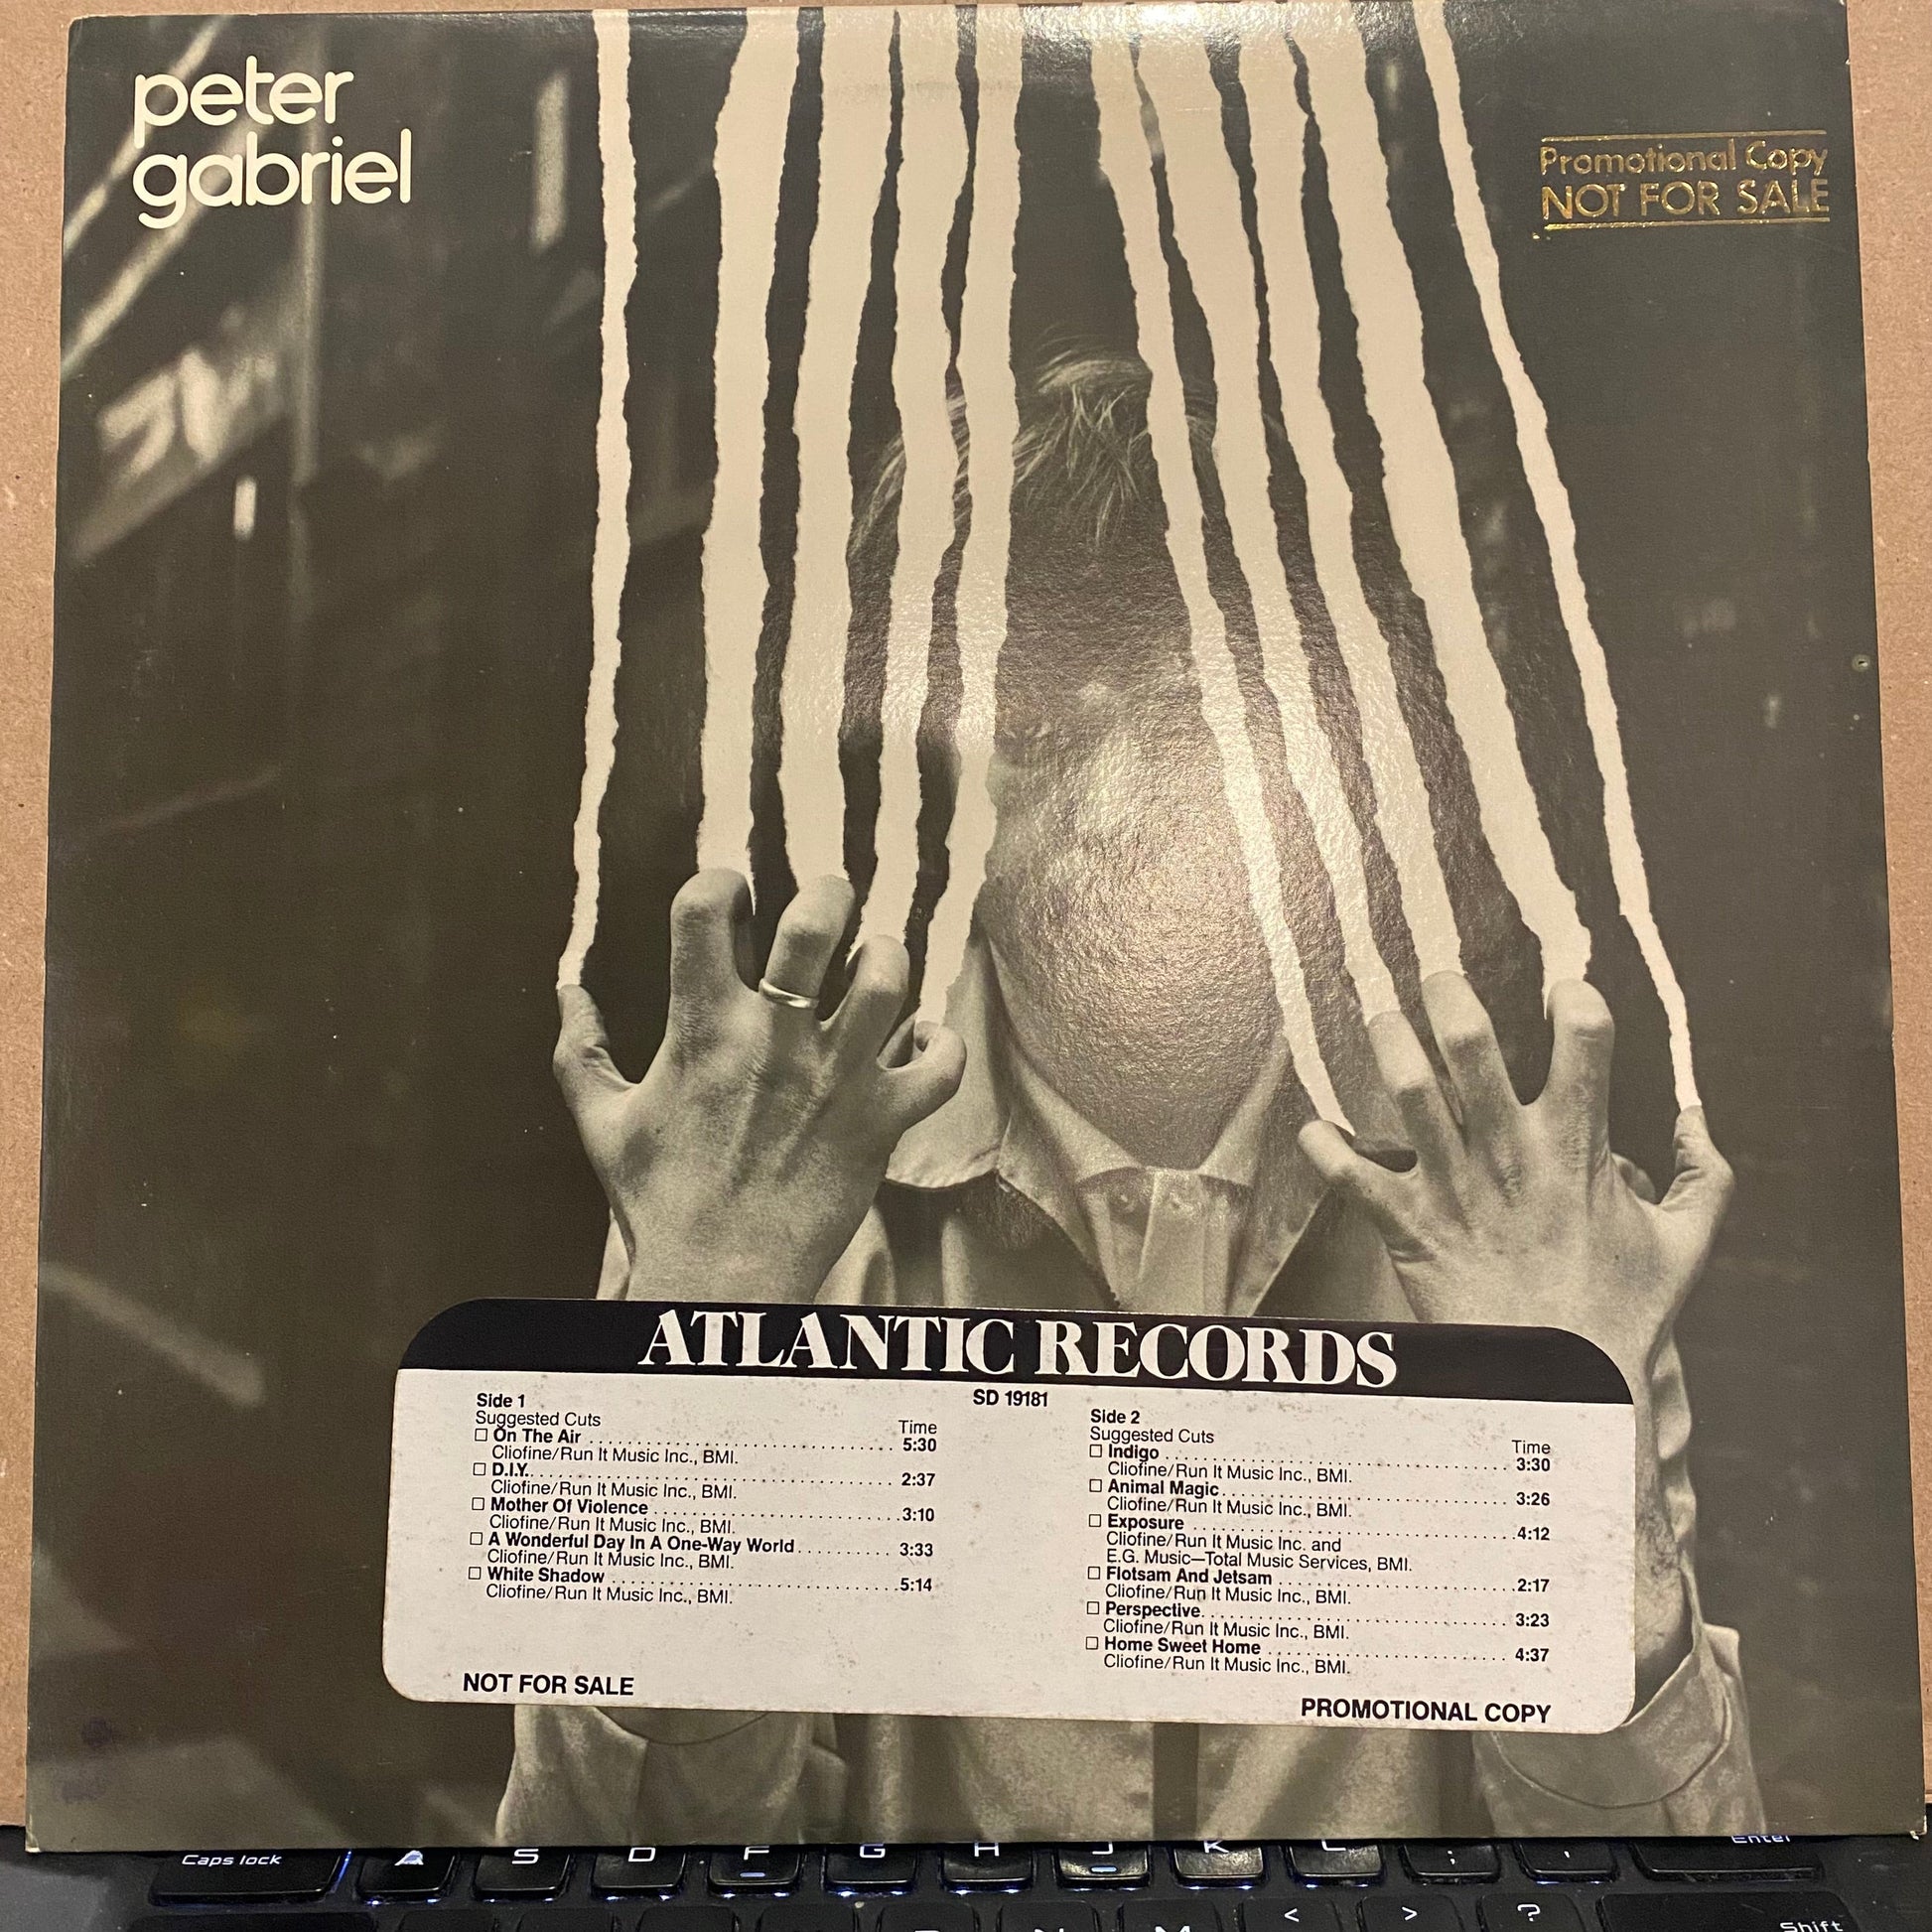 peter
gabriel
Promotional Copy
NOT FOR SALE
ATLANTIC RECORDS
SD 19181
Side 1
Suggested Cuts
Time
☐ On The Air 5:30
Cliofine/Run It Music Inc., BMI.
☐ D.I.Y. 2:37
Cliofine/Run It Music Inc., BMI.
☐ Mother Of Violence 3:10
Cliofine/Run It Music Inc., BMI.
☐ A Wonderful Day In A One-Way World 3:33
Cliofine/Run It Music Inc., BMI.
☐ White Shadow 5:14
Cliofine/Run It Music Inc., BMI.
NOT FOR SALE
Side 2
Suggested Cuts
Time
☐ Indigo 3:30
Cliofine/Run It Music Inc., BMI.
☐ Animal Magic 3:26
Cliofine/Run It Music Inc., BMI.
☐ Exposure 4:12
Cliofine/Run It Music Inc. and
E.G. Music—Total Music Services, BMI.
☐ Flotsam And Jetsam 2:17
Cliofine/Run It Music Inc., BMI.
☐ Perspective 3:23
Cliofine/Run It Music Inc., BMI.
☐ Home Sweet Home 4:37
Cliofine/Run It Music Inc., BMI.
PROMOTIONAL COPY
Caps lock A S D F G H J K L ; ' Enter
< > ? Shift